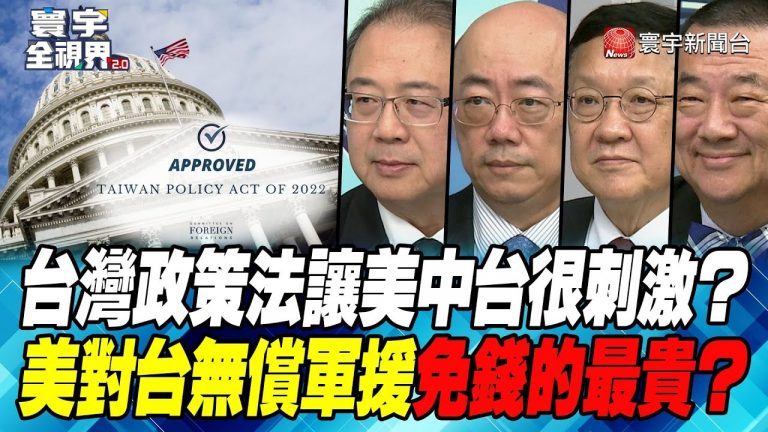 寰宇
全視界2.0
News
寰宇新聞台
APPROVED
TAIWAN POLICY ACT OF 2022
COMMITTEE ON
FOREIGN
RELATIONS
台灣政策法讓美中台很刺激?
美對台無償軍援免錢的最貴?